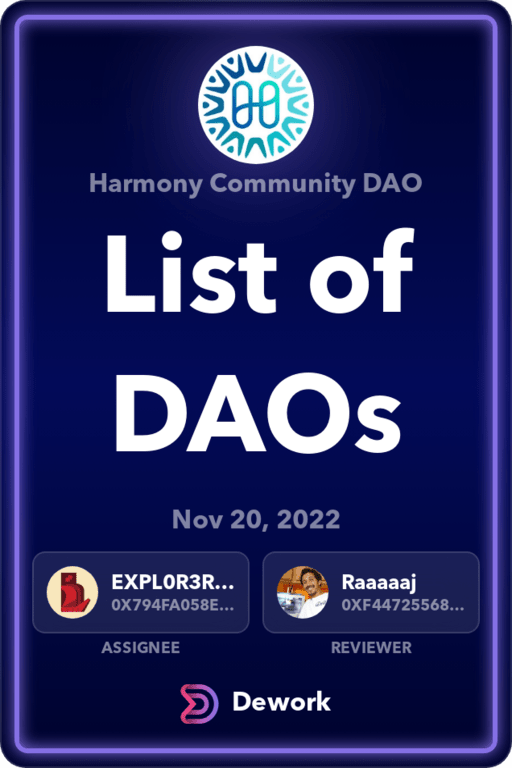 Harmony Community DAO
List of
DAOs
Nov 20, 2022
EXPL0R3R...
0X794FA058E...
ASSIGNEE
Raaaaaj
0XF44725568...
REVIEWER
Dework